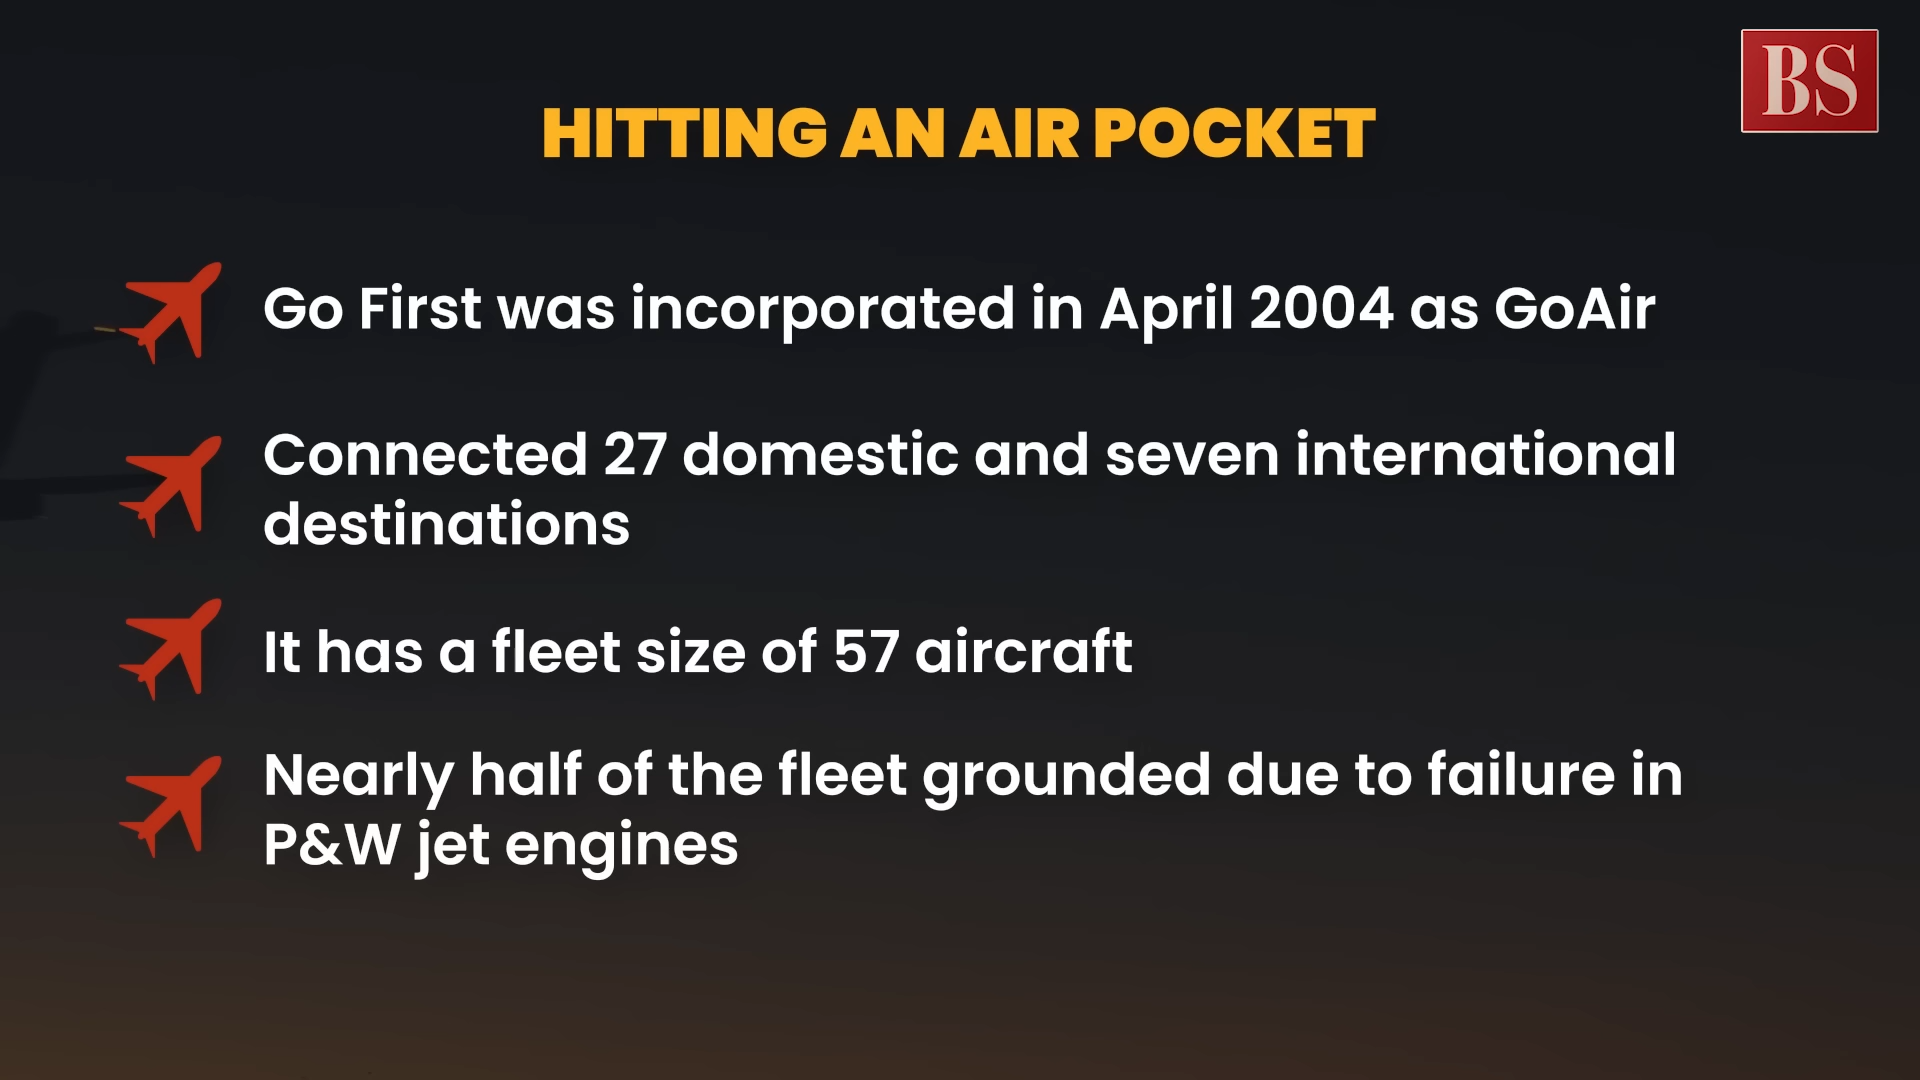 BS
HITTING AN AIR POCKET
Go First was incorporated in April 2004 as GoAir
Connected 27 domestic and seven international
destinations
It has a fleet size of 57 aircraft
Nearly half of the fleet grounded due to failure in
P&W jet engines